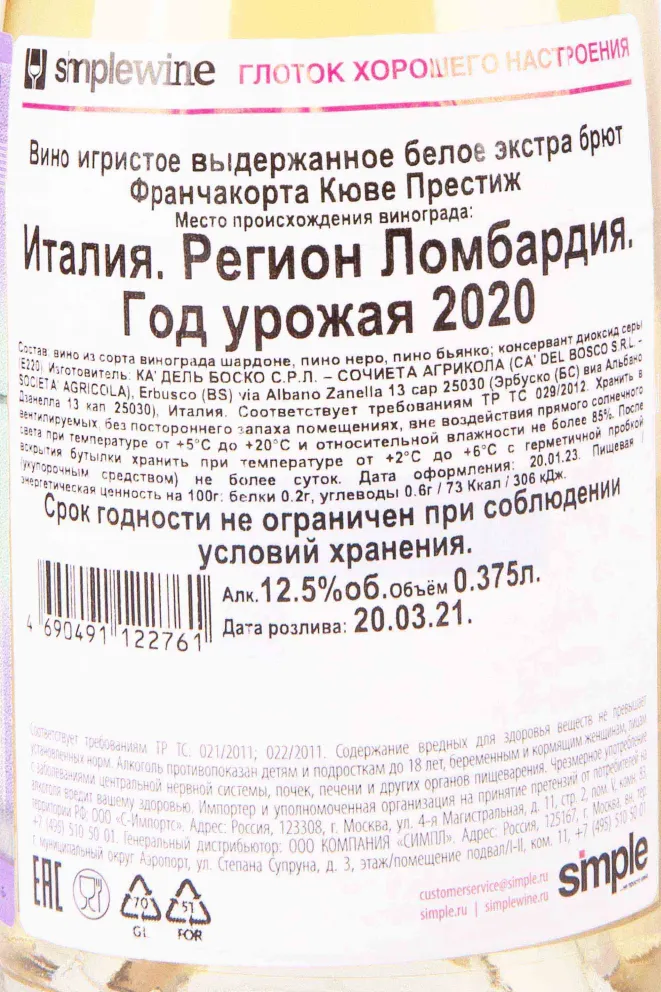 simplewine ГЛОТОК ХОРОШЕГО НАСТРОЕНИЯ
Вино игристое выдержанное белое экстра брют
Франчакорта Кюве Престиж
Место происхождения винограда:
Италия. Регион Ломбардия.
Год урожая 2020
Состав: вино из сорта винограда шардоне, пино неро, пино бьянко; консервант диоксид серы
(E220) Изготовитель: КА' ДЕЛЬ БОСКО С.Р.Л. – СОЧИЕТА АГРИКОЛА (CA' DEL BOSCO S.R.L. -
SOCIETA' AGRICOLA), Erbusco (BS) via Albano Zanella 13 cap 25030 (Эрбуско (БС) виа Альбано
Дзанелла 13 кап 25030), Италия. Соответствует требованиям ТР ТС 029/2012. Хранить в
вентилируемых, без постороннего запаха помещениях, вне воздействия прямого солнечного
света при температуре от +5°С до +20°С и относительной влажности не более 85%. После
вскрытия бутылки хранить при температуре от +2°С до +6°С с герметичной пробкой
(укупорочным средством) не более суток. Дата оформления: 20.01.23. Пищевая /
энергетическая ценность на 100г: белки 0.2г, углеводы 0.6г / 73 Ккал / 306 кДж.
Срок годности не ограничен при соблюдении
условий хранения.
Алк. 12.5%об. Объём 0.375л.
4 690491 122761
Дата розлива: 20.03.21.
Соответствует требованиям ТР ТС. 021/2011; 022/2011. Содержание вредных для здоровья веществ не превышает
установленных норм. Алкоголь противопоказан детям и подросткам до 18 лет, беременным и кормящим женщинам, лицам
с заболеваниями центральной нервной системы, почек, печени и других органов пищеварения. Чрезмерное употребление
алкоголя вредит вашему здоровью. Импортер и уполномоченная организация на принятие претензий от потребителей на
территории РФ: ООО «С-Импортс». Адрес: Россия, 123308, г. Москва, ул. 4-я Магистральная, д. 11, стр. 2, пом. V, комн. 83,
+7 (495) 510 50 01. Генеральный дистрибьютор: ООО КОМПАНИЯ «СИМПЛ». Адрес: Россия, 125167, г. Москва, вн. тер.
г. муниципальный округ Аэропорт, ул. Степана Супруна, д. 3, этаж/помещение подвал/I-II, ком. 11, +7 (495) 510 50 01
EAC
70
GL
51
FOR
customerservice@simple.ru
simple.ru | simplewine.ru
simple